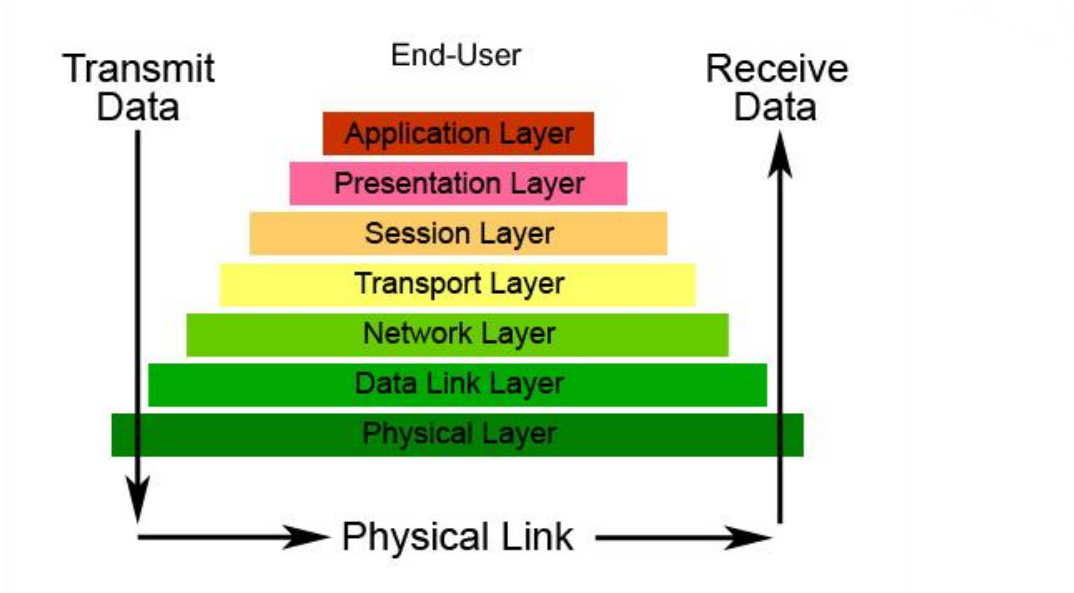 End-User
Transmit
Data
Receive
Data
Application Layer
Presentation Layer
Session Layer
Transport Layer
Network Layer
Data Link Layer
Physical Layer
Physical Link